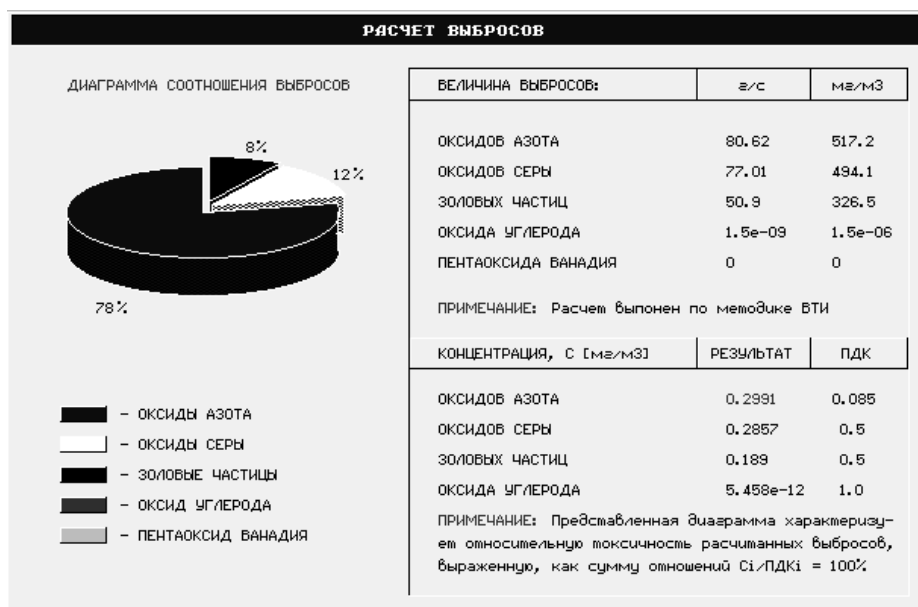 РАСЧЕТ ВЫБРОСОВ
ДИАГРАММА СООТНОШЕНИЯ ВЫБРОСОВ
8%
12%
78%
- ОКСИДЫ АЗОТА
- ОКСИДЫ СЕРЫ
- ЗОЛОВЫЕ ЧАСТИЦЫ
- ОКСИД УГЛЕРОДА
- ПЕНТАОКСИД ВАНАДИЯ
ВЕЛИЧИНА ВЫБРОСОВ: г/с мг/м3
ОКСИДОВ АЗОТА 80.62 517.2
ОКСИДОВ СЕРЫ 77.01 494.1
ЗОЛОВЫХ ЧАСТИЦ 50.9 326.5
ОКСИДА УГЛЕРОДА 1.5e-09 1.5e-06
ПЕНТАОКСИДА ВАНАДИЯ 0 0
ПРИМЕЧАНИЕ: Расчет выпонен по методике ВТИ
КОНЦЕНТРАЦИЯ, С [мг/м3] РЕЗУЛЬТАТ ПДК
ОКСИДОВ АЗОТА 0.2991 0.085
ОКСИДОВ СЕРЫ 0.2857 0.5
ЗОЛОВЫХ ЧАСТИЦ 0.189 0.5
ОКСИДА УГЛЕРОДА 5.458e-12 1.0
ПРИМЕЧАНИЕ: Представленная диаграмма характеризу-
ет относительную токсичность расчитанных выбросов,
выраженную, как сумму отношений Сi/ПДКi = 100%